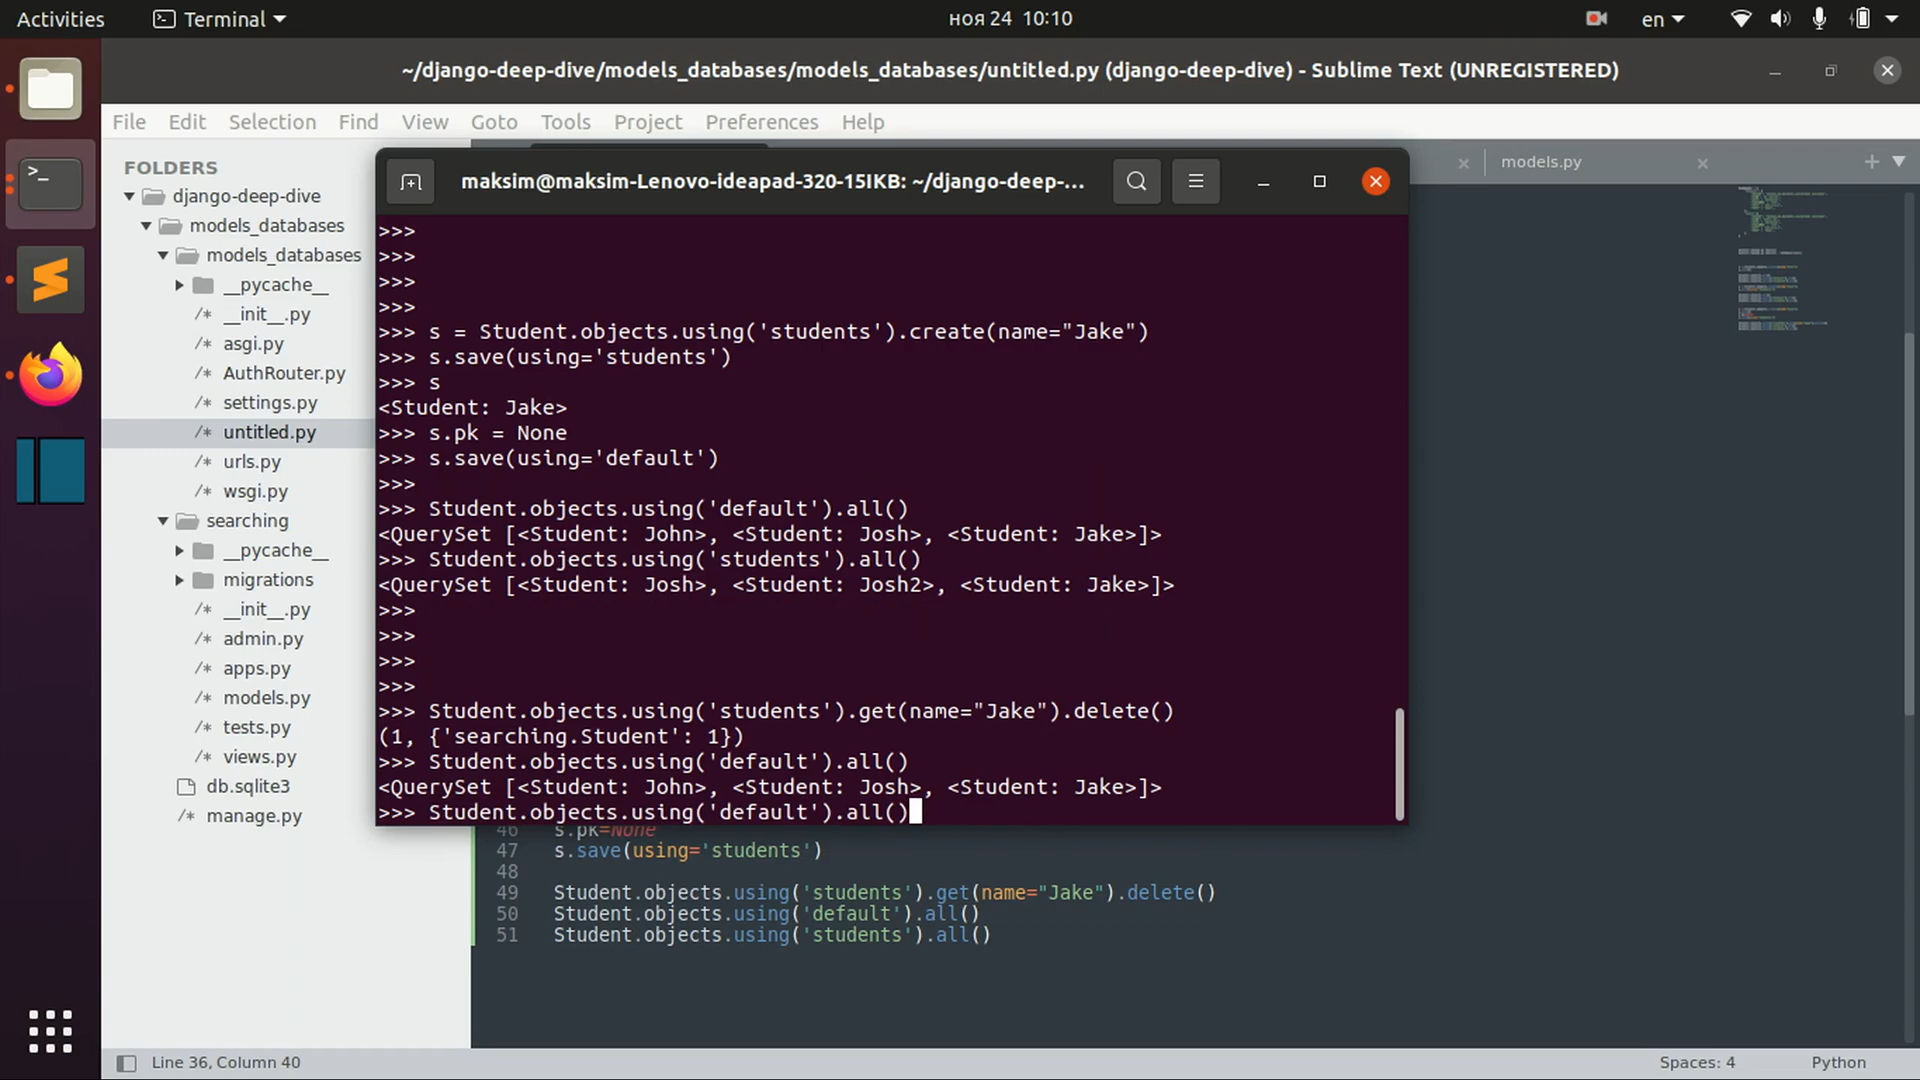 Activities
Terminal
ноя 24 10:10
en
~/django-deep-dive/models_databases/models_databases/untitled.py (django-deep-dive) - Sublime Text (UNREGISTERED)
File Edit Selection Find View Goto Tools Project Preferences Help
FOLDERS
django-deep-dive
models_databases
models_databases
__pycache__
/* __init__.py
/* asgi.py
/* AuthRouter.py
/* settings.py
/* untitled.py
/* urls.py
/* wsgi.py
searching
__pycache__
migrations
/* __init__.py
/* admin.py
/* apps.py
/* models.py
/* tests.py
/* views.py
db.sqlite3
/* manage.py
models.py
maksim@maksim-Lenovo-ideapad-320-15IKB: ~/django-deep-...
>>>
>>>
>>>
>>>
>>> s = Student.objects.using('students').create(name="Jake")
>>> s.save(using='students')
>>> s
<Student: Jake>
>>> s.pk = None
>>> s.save(using='default')
>>>
>>> Student.objects.using('default').all()
<QuerySet [<Student: John>, <Student: Josh>, <Student: Jake>]>
>>> Student.objects.using('students').all()
<QuerySet [<Student: Josh>, <Student: Josh2>, <Student: Jake>]>
>>>
>>>
>>>
>>>
>>> Student.objects.using('students').get(name="Jake").delete()
(1, {'searching.Student': 1})
>>> Student.objects.using('default').all()
<QuerySet [<Student: John>, <Student: Josh>, <Student: Jake>]>
>>> Student.objects.using('default').all()
46 s.pk=None
47 s.save(using='students')
48
49 Student.objects.using('students').get(name="Jake").delete()
50 Student.objects.using('default').all()
51 Student.objects.using('students').all()
Line 36, Column 40
Spaces: 4
Python